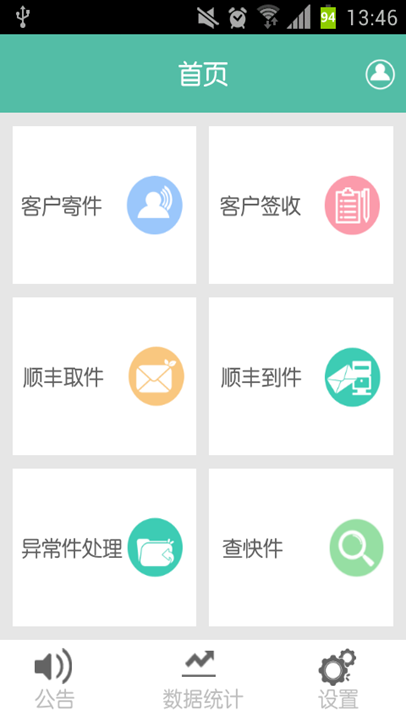 94 13:46
首页
客户寄件
客户签收
顺丰取件
顺丰到件
异常件处理
查快件
公告
数据统计
设置